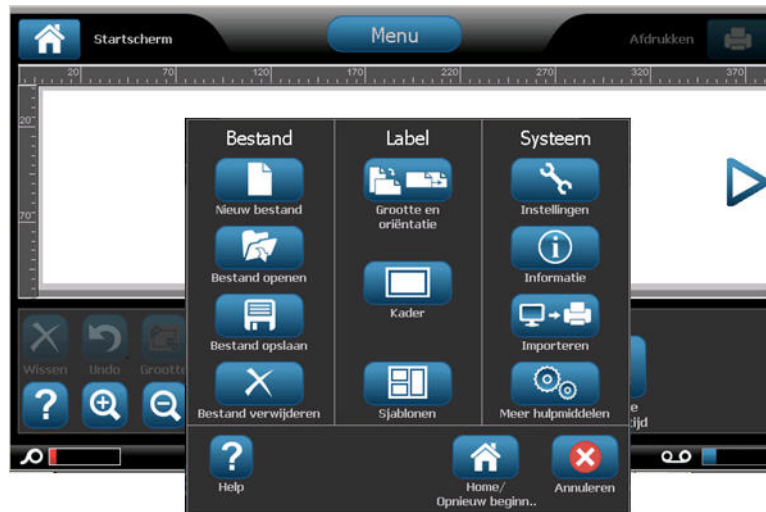 Startscherm
Menu
Afdrukken
20 70 120 170 220 270 320 370
20
70
Bestand
Label
Systeem
Nieuw bestand
Grootte en
oriëntatie
Instellingen
Bestand openen
Informatie
Kader
Bestand opslaan
Importeren
Bestand verwijderen
Sjablonen
Meer hulpmiddelen
Wissen
Undo
Grootte
e
ijd
?
?
Help
Home/
Opnieuw beginn..
Annuleren